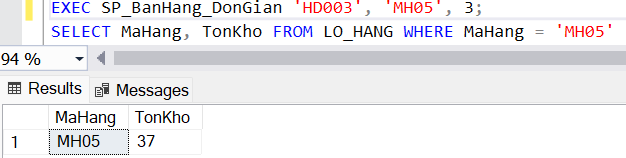 EXEC SP_BanHang_DonGian 'HD003', 'MH05', 3;
SELECT MaHang, TonKho FROM LO_HANG WHERE MaHang = 'MH05'
94 %
Results Messages
MaHang TonKho
1 MH05 37